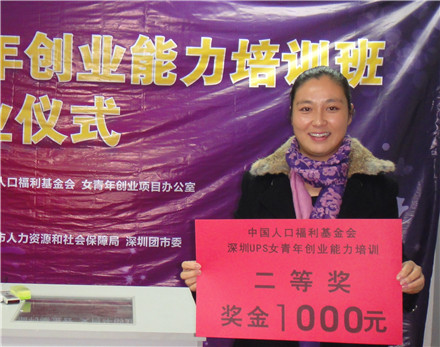 年创业能力培训班
业仪式
人口福利基金会 女青年创业项目办公室
市人力资源和社会保障局 深圳团市委
中国人口福利基金会
深圳UPS女青年创业能力培训
二等奖
奖金1000元